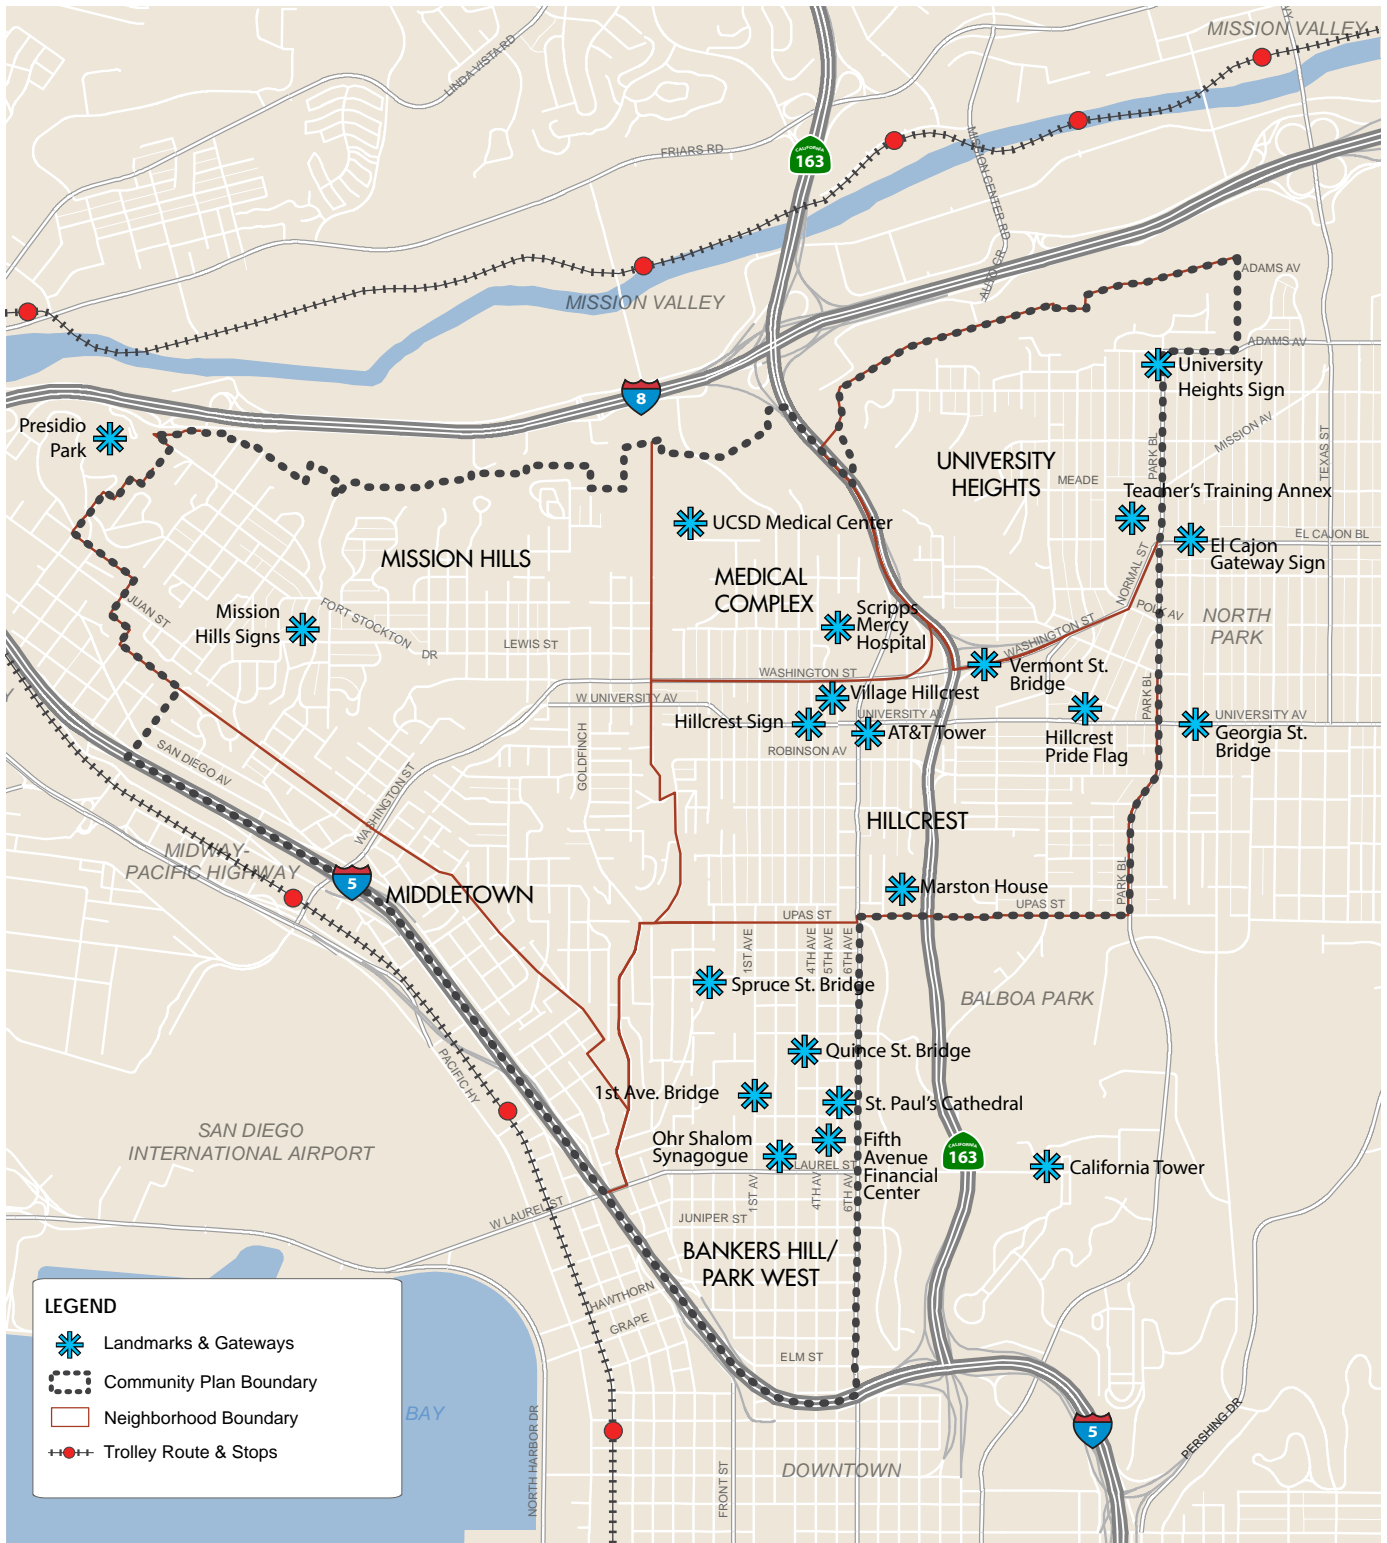 MISSION VALLEY
LINDA VISTA RD
FRIARS RD
CALIFORNIA
163
MISSION CENTER RD
AUTO CR
MISSION VALLEY
ADAMS AV
ADAMS AV
8
University
Heights Sign
Presidio
Park
MISSION AV
TEXAS ST
PARK BL
UNIVERSITY
HEIGHTS
MEADE
Teacher's Training Annex
UCSD Medical Center
EL CAJON BL
El Cajon
Gateway Sign
MISSION HILLS
MEDICAL
COMPLEX
NORMAL ST
JUAN ST
Mission
Hills Signs
FORT STOCKTON
DR
LEWIS ST
Scripps
Mercy
Hospital
POLK AV
NORTH
PARK
WASHINGTON ST
WASHINGTON ST
Vermont St.
Bridge
W UNIVERSITY AV
Village Hillcrest
PARK BL
Hillcrest Sign
UNIVERSITY AV
AT&T Tower
UNIVERSITY AV
Georgia St.
Bridge
Hillcrest
Pride Flag
ROBINSON AV
GOLDFINCH
SAN DIEGO AV
WASHINGTON ST
HILLCREST
MIDWAY-
PACIFIC HIGHWAY
5
MIDDLETOWN
Marston House
PARK BL
UPAS ST
UPAS ST
1ST AVE
4TH AVE
5TH AVE
6TH AVE
Spruce St. Bridge
BALBOA PARK
Quince St. Bridge
PACIFIC HY
1st Ave. Bridge
St. Paul's Cathedral
SAN DIEGO
INTERNATIONAL AIRPORT
Ohr Shalom
Synagogue
Fifth
Avenue
Financial
Center
LAUREL ST
CALIFORNIA
163
California Tower
1ST AV
4TH AV
6TH AV
W LAUREL ST
JUNIPER ST
BANKERS HILL/
PARK WEST
HAWTHORN
GRAPE
ELM ST
LEGEND
Landmarks & Gateways
Community Plan Boundary
Neighborhood Boundary
Trolley Route & Stops
BAY
NORTH HARBOR DR
FRONT ST
DOWNTOWN
5
PERSHING DR